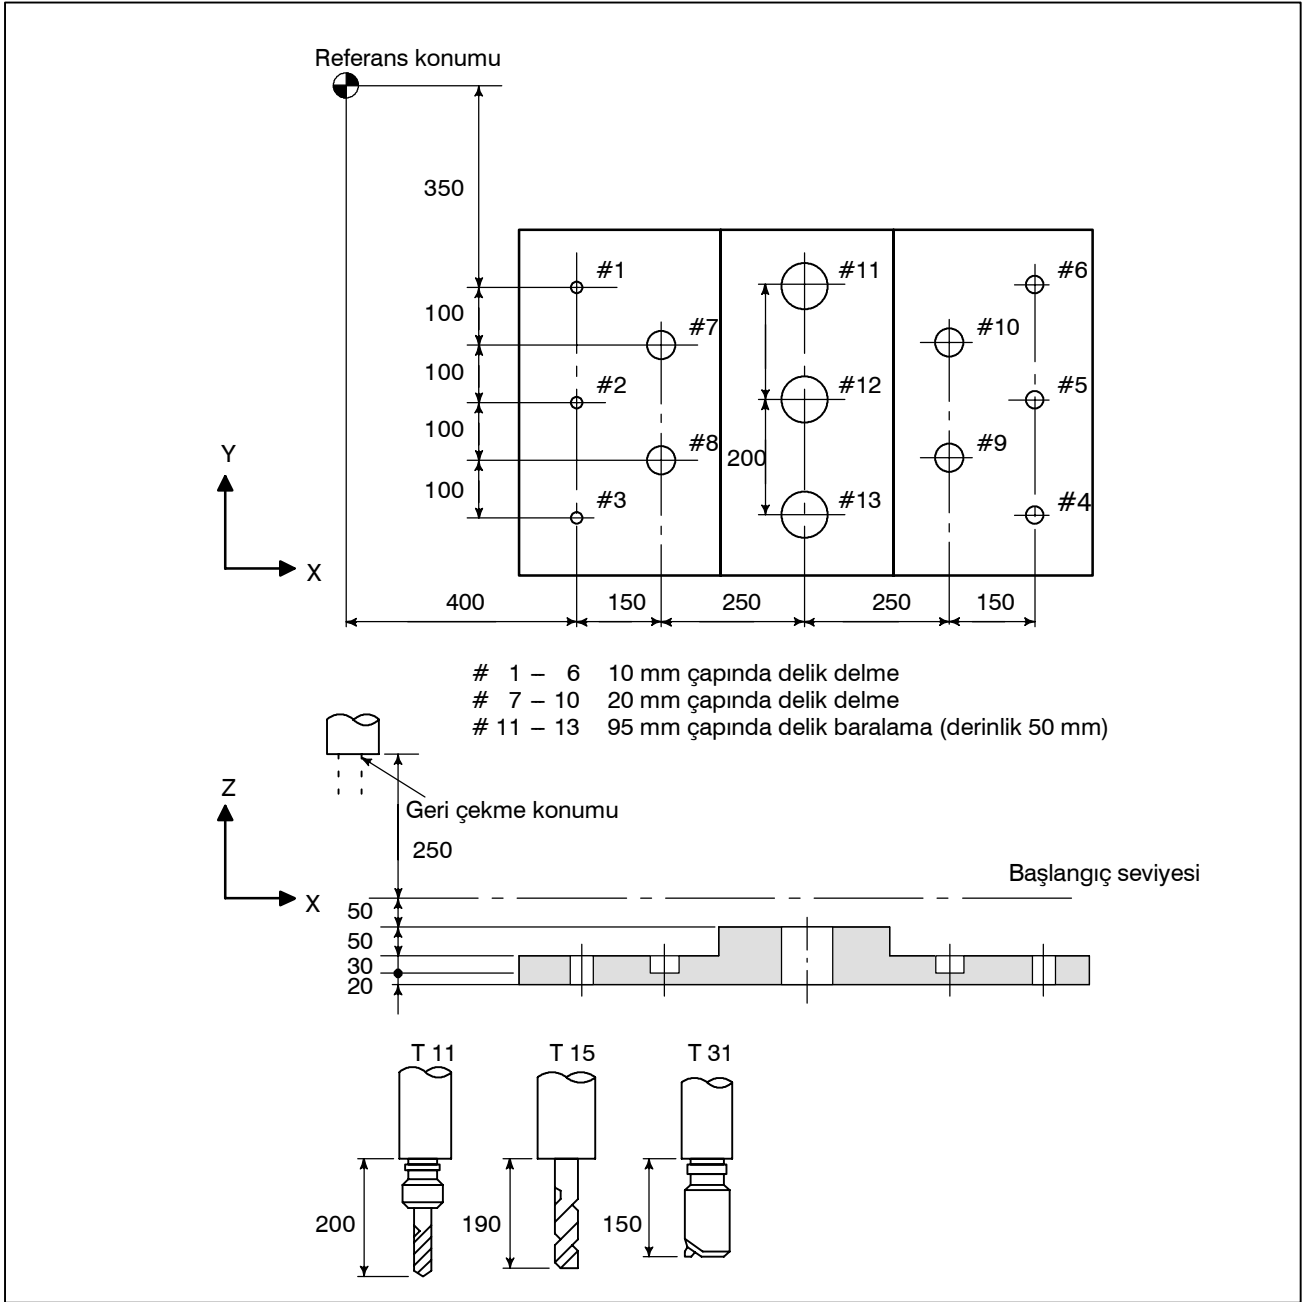 Referans konumu
350
#1
#11
#6
100
#7
#10
100
#2
#12
#5
100
#8
200
#9
Y
100
#3
#13
#4
X
400
150
250
250
150
# 1 – 6 10 mm çapında delik delme
# 7 – 10 20 mm çapında delik delme
# 11 – 13 95 mm çapında delik baralama (derinlik 50 mm)
Z
Geri çekme konumu
250
Başlangıç seviyesi
X
50
50
30
20
T 11
T 15
T 31
200
190
150